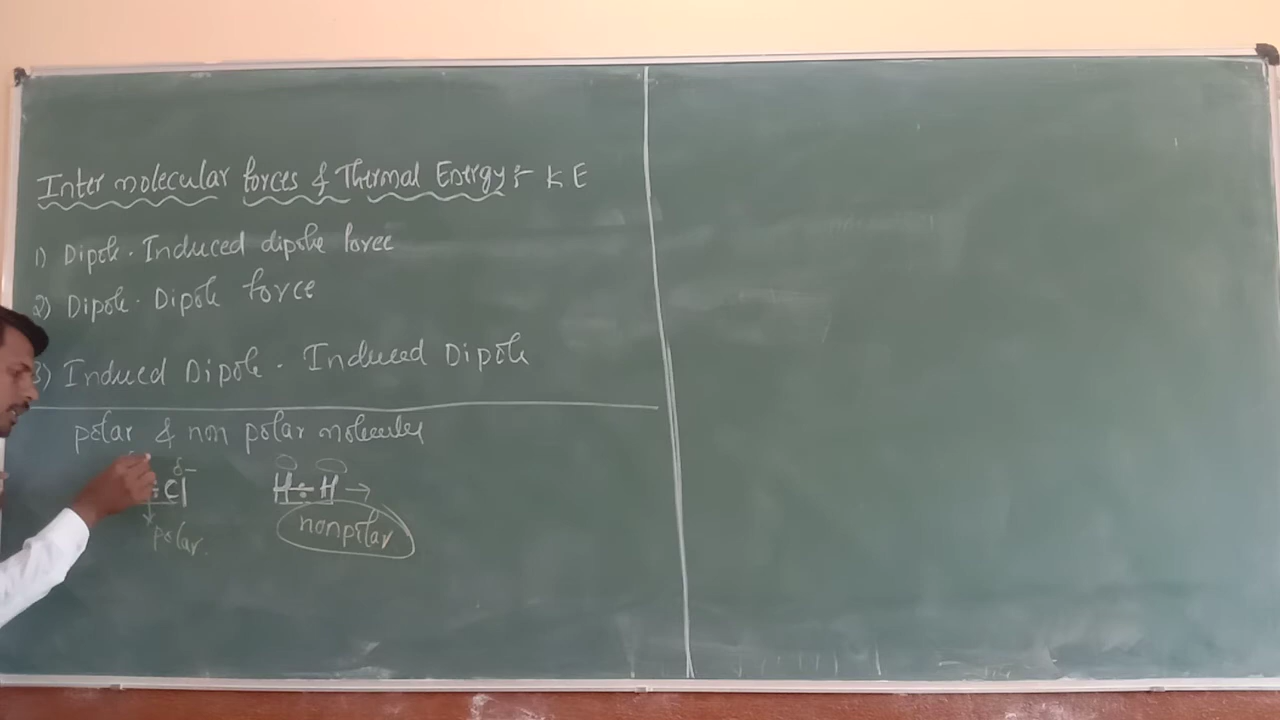 Inter molecular forces & Thermal Energy :- K E
1) Dipole - Induced dipole force
2) Dipole - Dipole force
3) Induced Dipole - Induced Dipole
polar & non polar molecules
δ-
:Cl H÷H →
polar. nonpolar